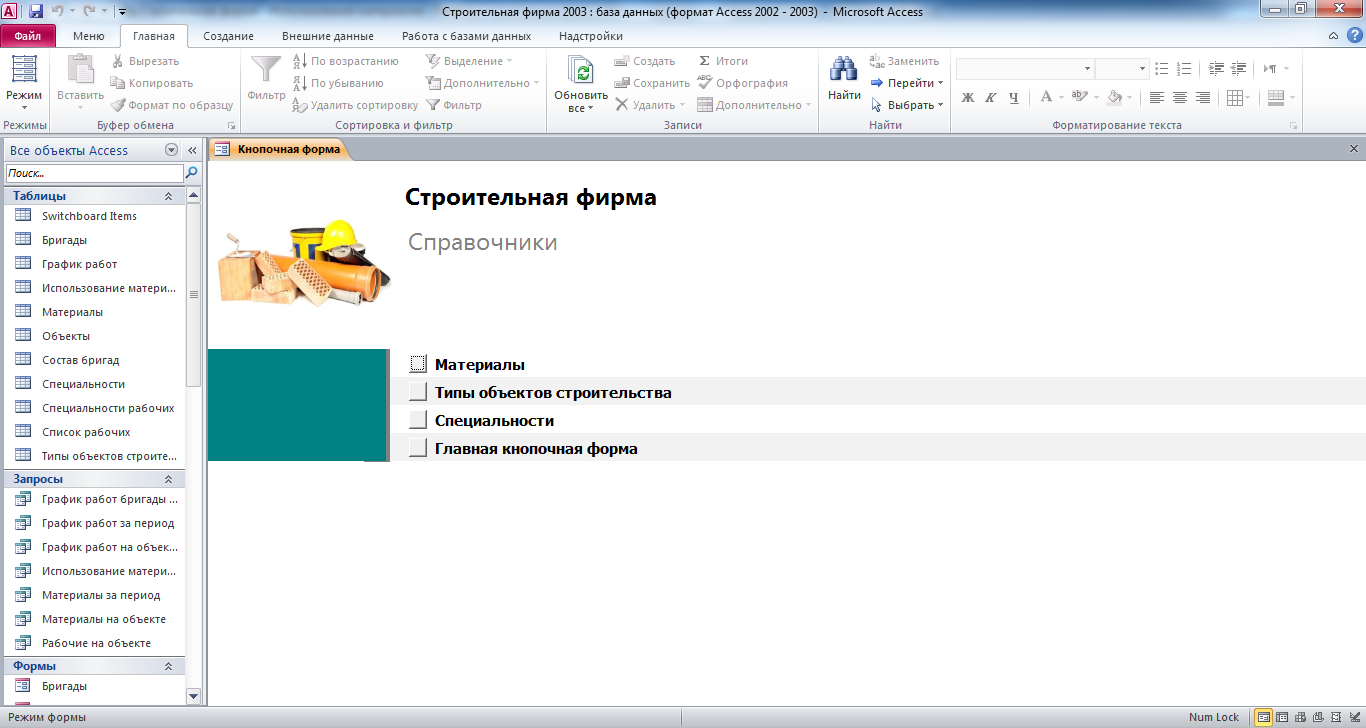 Строительная фирма 2003 : база данных (формат Access 2002 - 2003) - Microsoft Access
Файл Меню Главная Создание Внешние данные Работа с базами данных Надстройки
Режим
Режимы
Вставить
Вырезать
Копировать
Формат по образцу
Буфер обмена
Фильтр
По возрастанию
По убыванию
Удалить сортировку
Выделение
Дополнительно
Фильтр
Сортировка и фильтр
Обновить
все
Создать
Сохранить
Удалить
Итоги
Орфография
Дополнительно
Записи
Найти
Заменить
Перейти
Выбрать
Найти
Ж К Ч А
Форматирование текста
Все объекты Access
Поиск...
Таблицы
Switchboard Items
Бригады
График работ
Использование матери...
Материалы
Объекты
Состав бригад
Специальности
Специальности рабочих
Список рабочих
Типы объектов строите...
Запросы
График работ бригады ...
График работ за период
График работ на объек...
Использование матери...
Материалы за период
Материалы на объекте
Рабочие на объекте
Формы
Бригады
Кнопочная форма
Строительная фирма
Справочники
Материалы
Типы объектов строительства
Специальности
Главная кнопочная форма
Режим формы
Num Lock